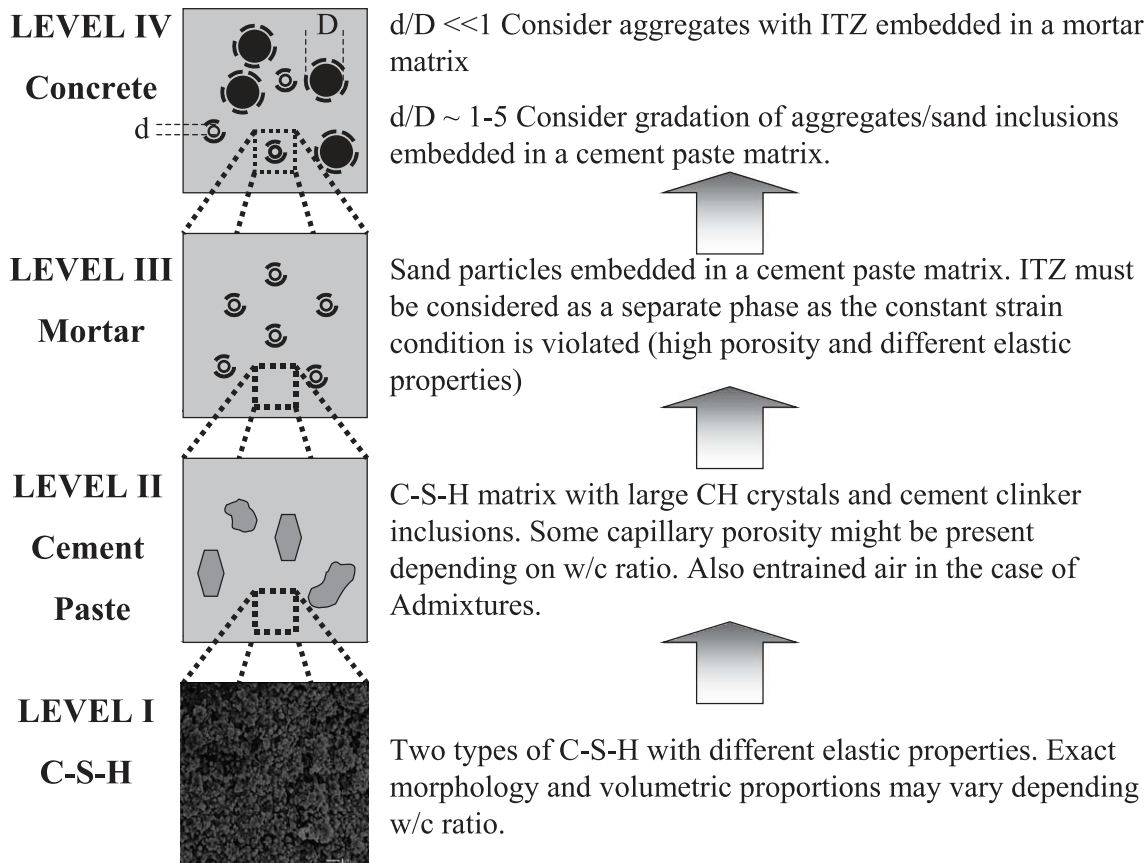 LEVEL IV
Concrete
D
d
d/D <<1 Consider aggregates with ITZ embedded in a mortar
matrix
d/D ~ 1-5 Consider gradation of aggregates/sand inclusions
embedded in a cement paste matrix.
LEVEL III
Mortar
Sand particles embedded in a cement paste matrix. ITZ must
be considered as a separate phase as the constant strain
condition is violated (high porosity and different elastic
properties)
LEVEL II
Cement
Paste
C-S-H matrix with large CH crystals and cement clinker
inclusions. Some capillary porosity might be present
depending on w/c ratio. Also entrained air in the case of
Admixtures.
LEVEL I
C-S-H
Two types of C-S-H with different elastic properties. Exact
morphology and volumetric proportions may vary depending
w/c ratio.